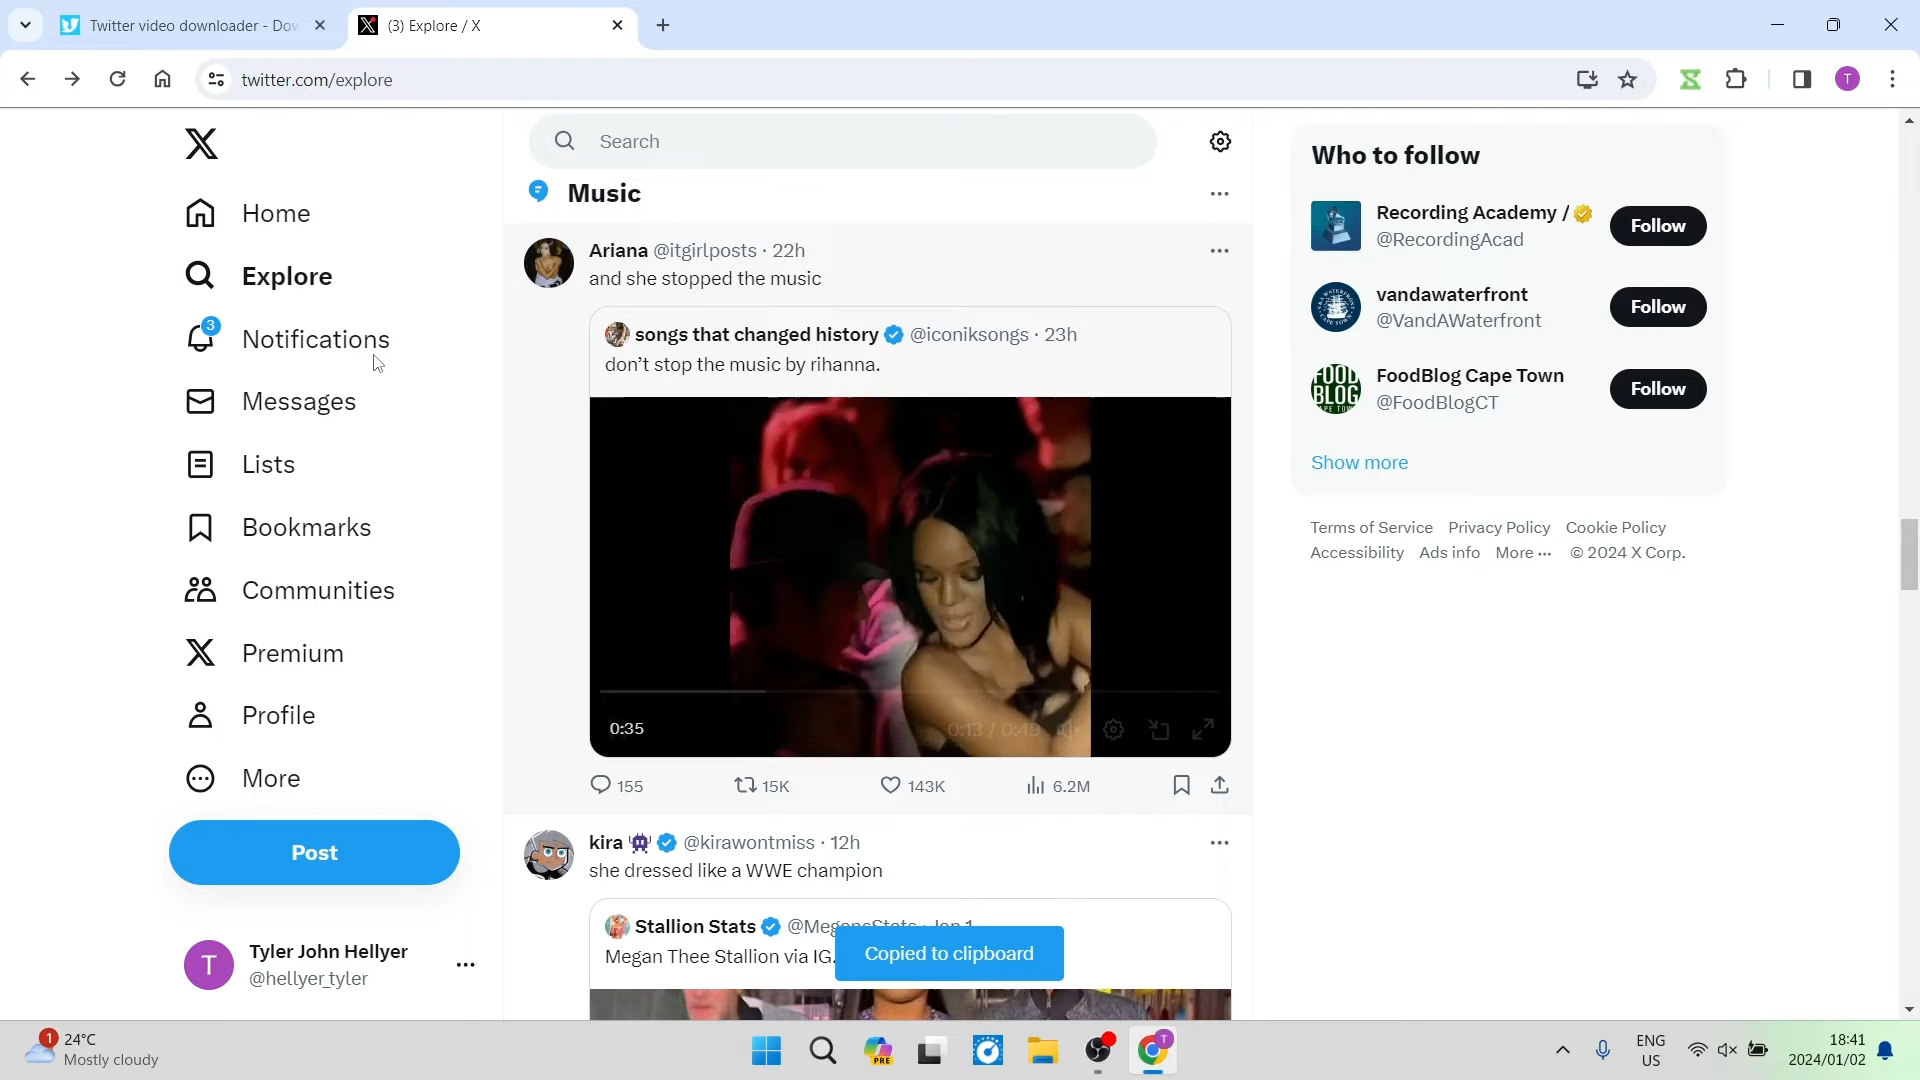 Twitter video downloader - Dow
(3) Explore / X
twitter.com/explore
T
Home
Explore
3
Notifications
Messages
Lists
Bookmarks
Communities
Premium
Profile
More
Post
T
Tyler John Hellyer
@hellyer_tyler
Search
Music
Ariana @itgirlposts · 22h
and she stopped the music
songs that changed history @iconiksongs · 23h
don’t stop the music by rihanna.
0:35
0:13 / 0:49
155
15K
143K
6.2M
kira @kirawontmiss · 12h
she dressed like a WWE champion
Stallion Stats @MegansStats · Jan 1
Megan Thee Stallion via IG.
Copied to clipboard
Who to follow
Recording Academy /
@RecordingAcad
Follow
vandawaterfront
@VandAWaterfront
Follow
FOOD
BLOG
FoodBlog Cape Town
@FoodBlogCT
Follow
Show more
Terms of Service Privacy Policy Cookie Policy
Accessibility Ads info More ··· © 2024 X Corp.
1
24°C
Mostly cloudy
PRE
T
ENG
US
18:41
2024/01/02